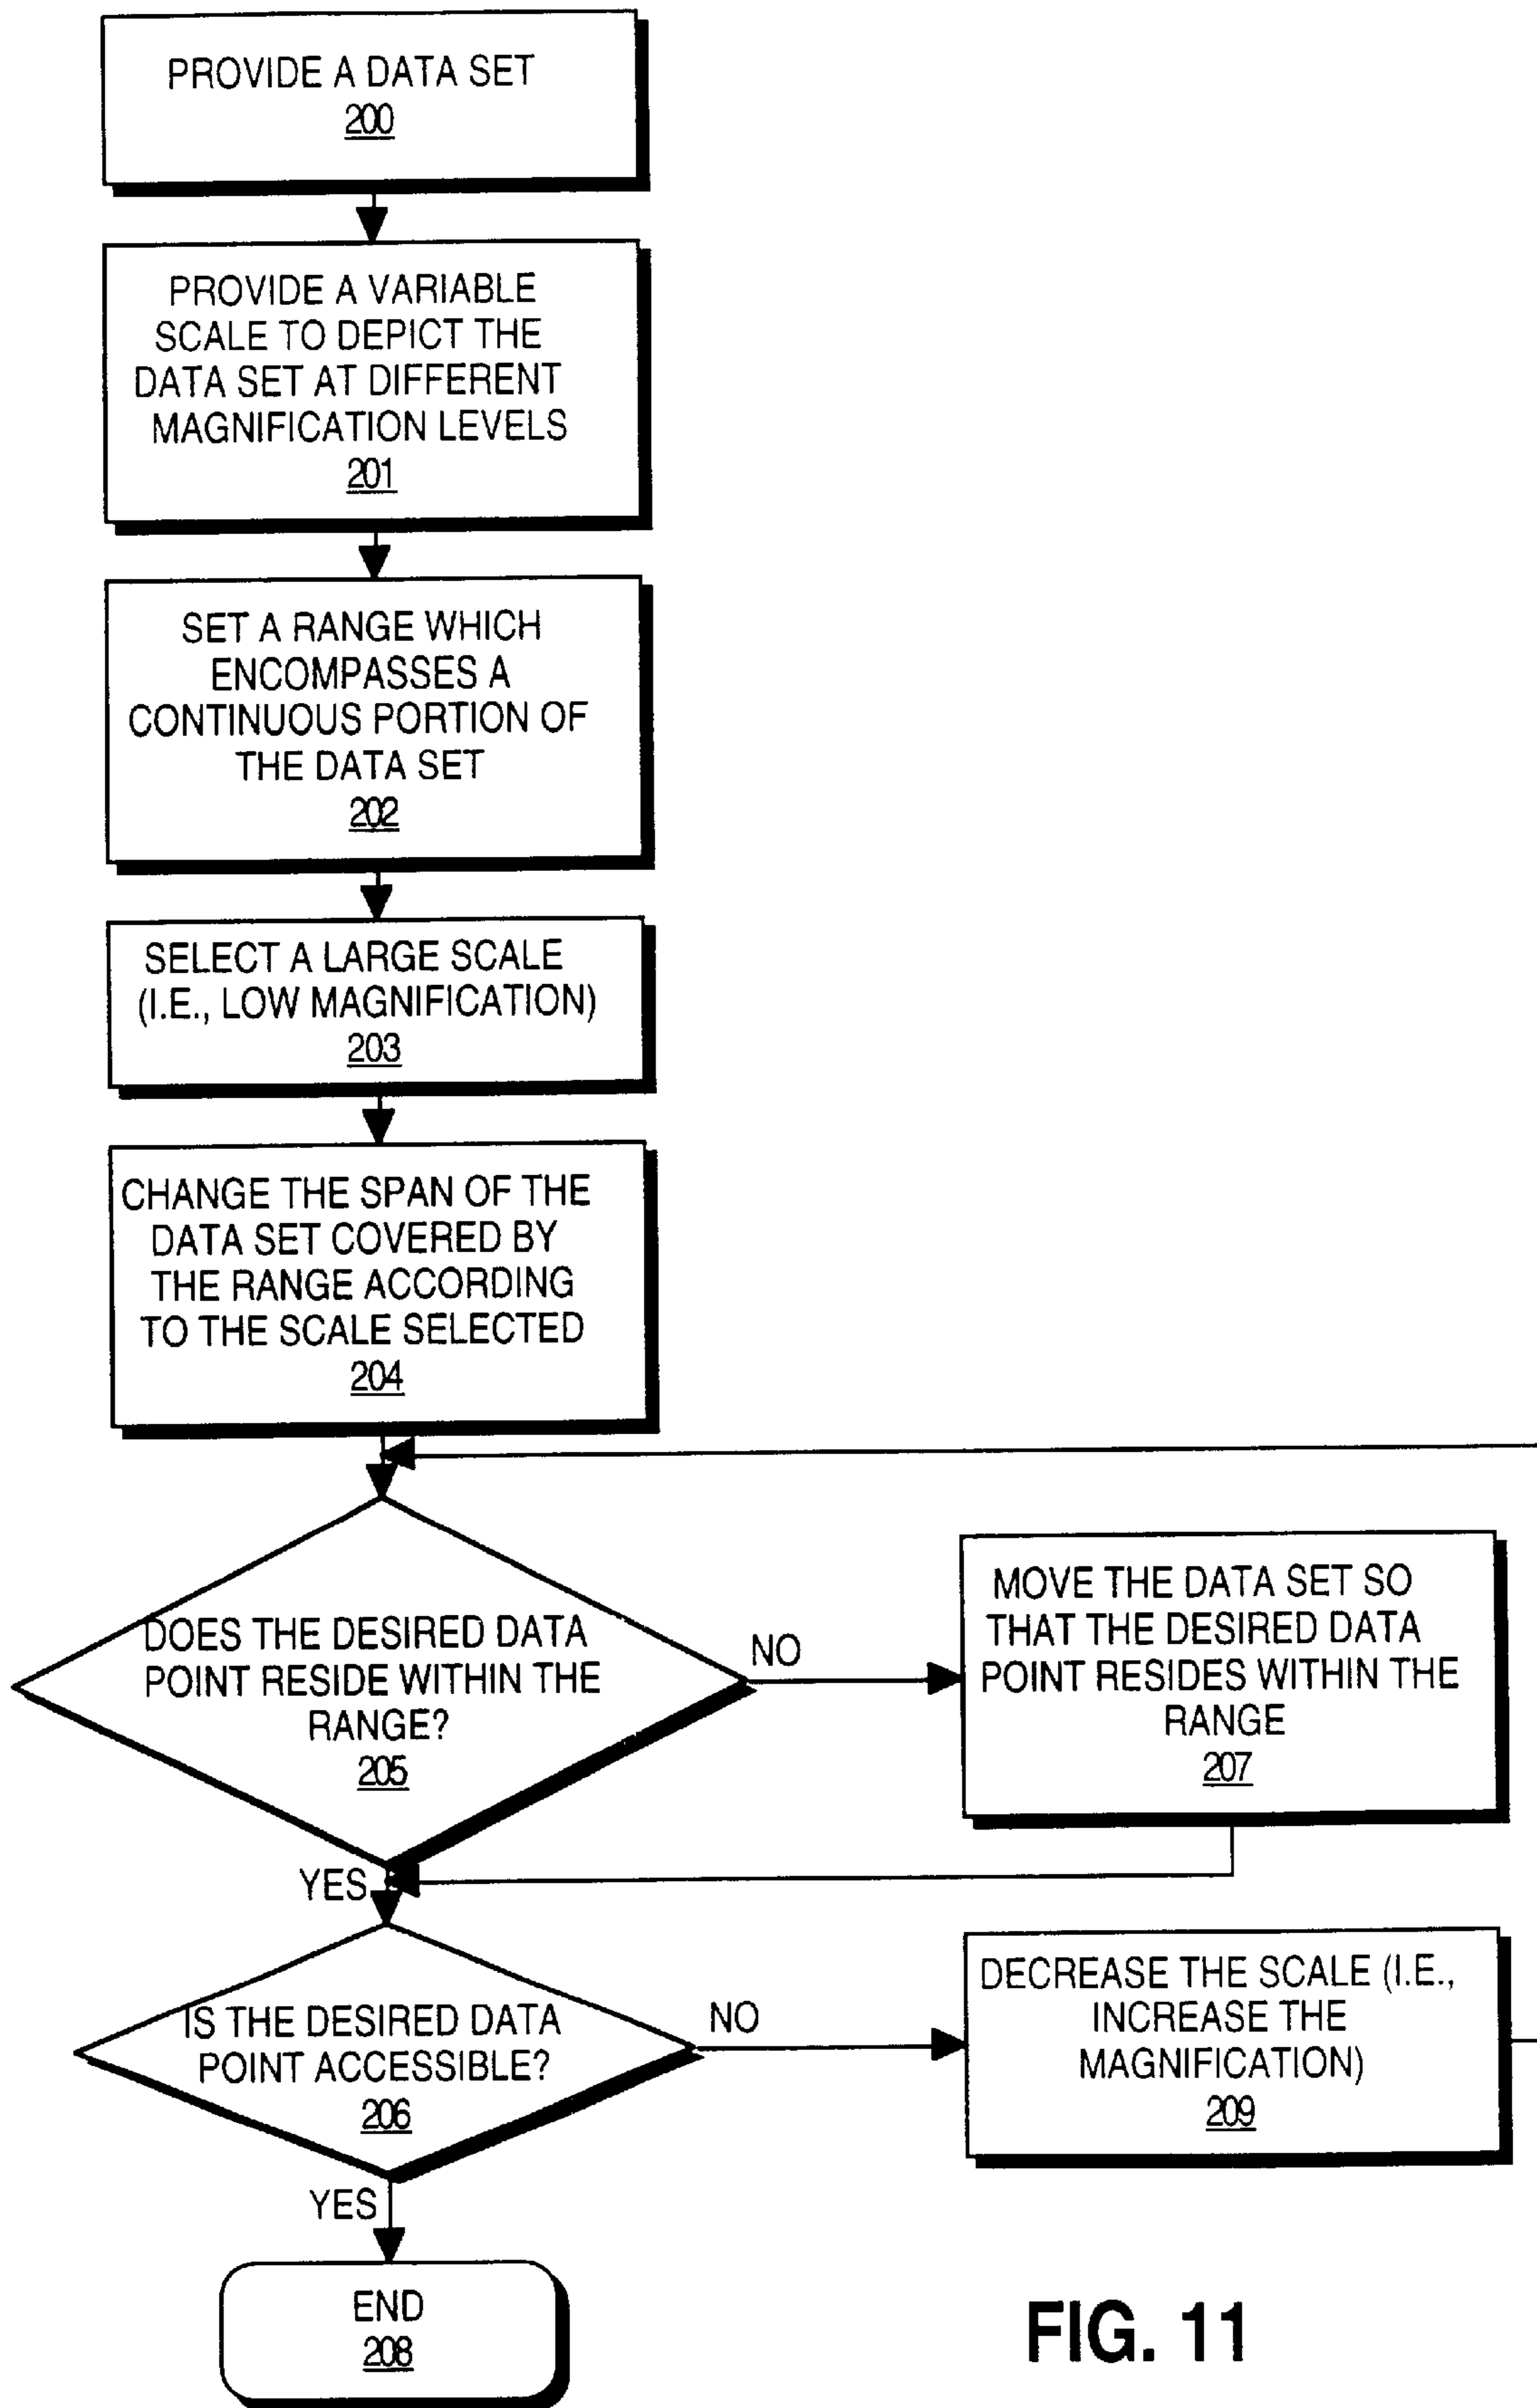 PROVIDE A DATA SET
200
PROVIDE A VARIABLE
SCALE TO DEPICT THE
DATA SET AT DIFFERENT
MAGNIFICATION LEVELS
201
SET A RANGE WHICH
ENCOMPASSES A
CONTINUOUS PORTION OF
THE DATA SET
202
SELECT A LARGE SCALE
(I.E., LOW MAGNIFICATION)
203
CHANGE THE SPAN OF THE
DATA SET COVERED BY
THE RANGE ACCORDING
TO THE SCALE SELECTED
204
DOES THE DESIRED DATA
POINT RESIDE WITHIN THE
RANGE?
205
NO
MOVE THE DATA SET SO
THAT THE DESIRED DATA
POINT RESIDES WITHIN THE
RANGE
207
YES
IS THE DESIRED DATA
POINT ACCESSIBLE?
206
NO
DECREASE THE SCALE (I.E.,
INCREASE THE
MAGNIFICATION)
209
YES
END
208
FIG. 11